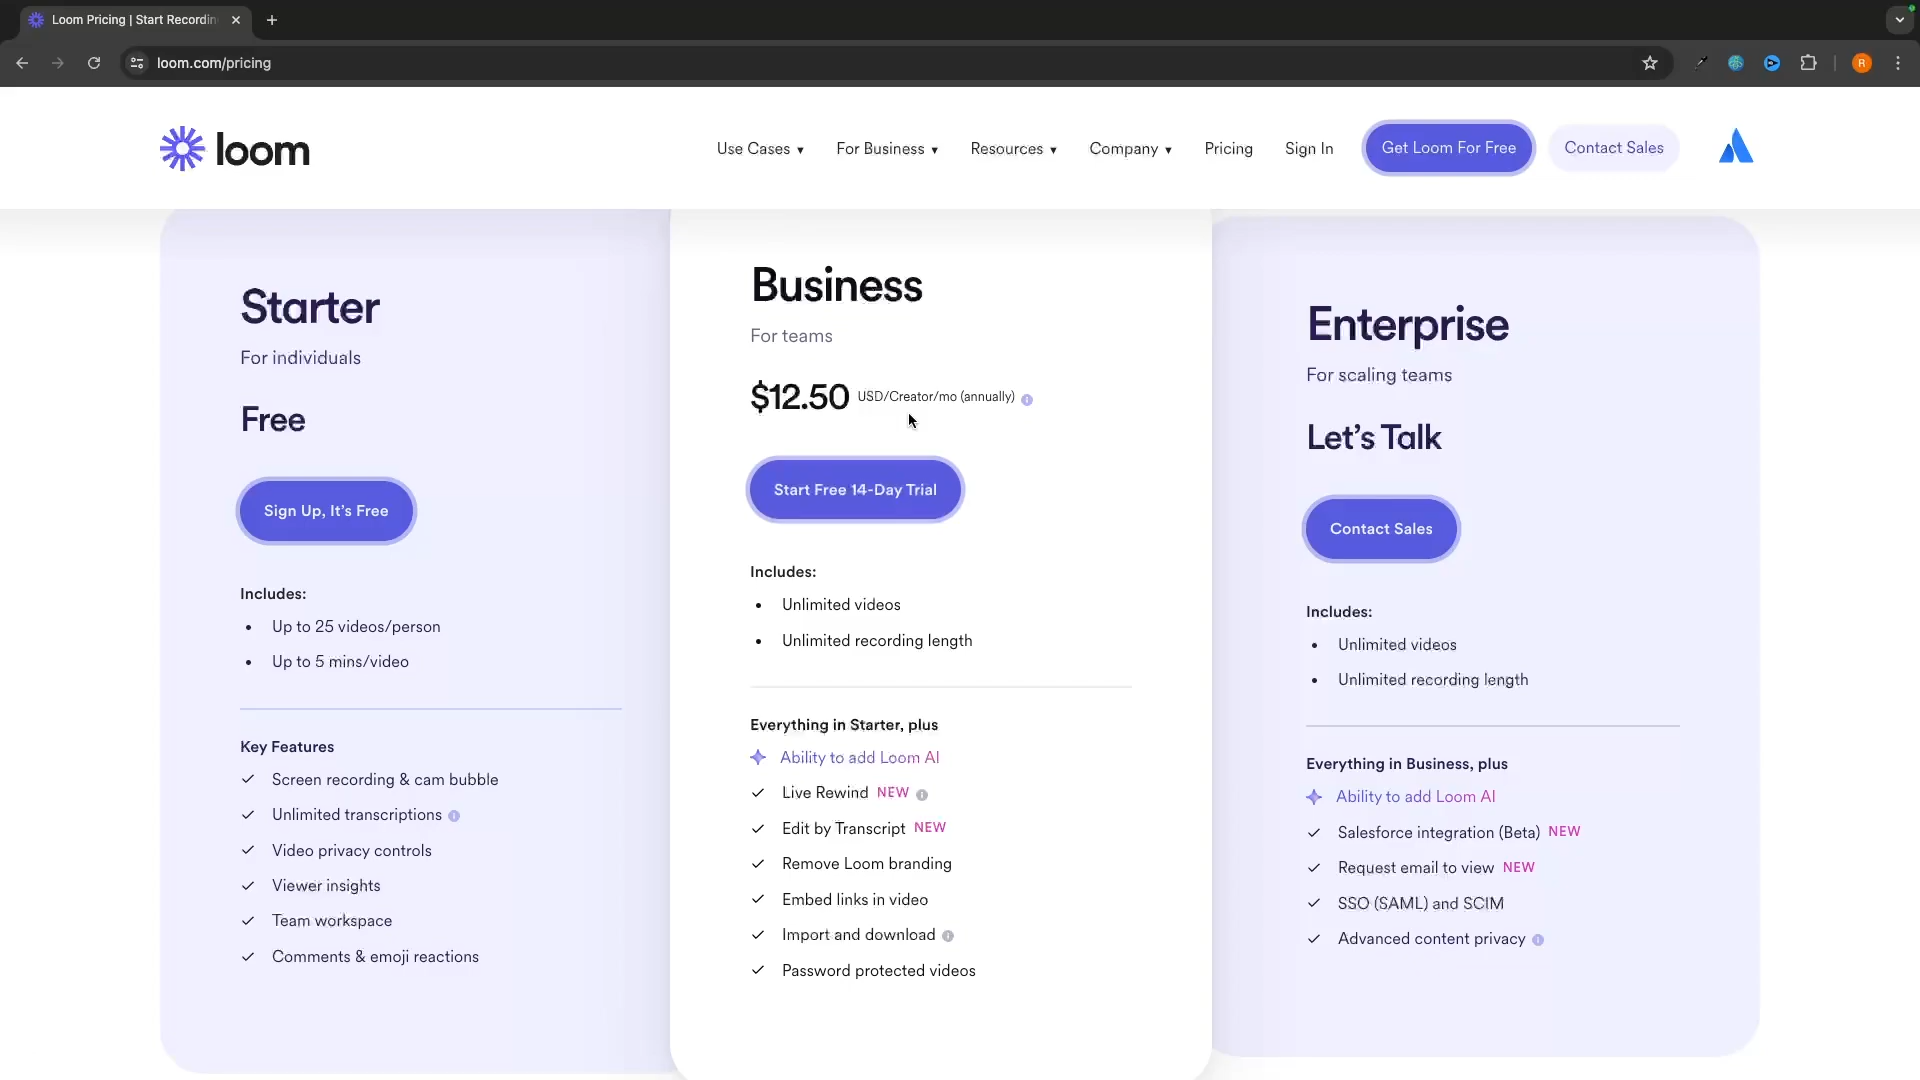 Loom Pricing | Start Recordin
loom.com/pricing
R
loom
Use Cases ▾
For Business ▾
Resources ▾
Company ▾
Pricing
Sign In
Get Loom For Free
Contact Sales
Starter
For individuals
Free
Sign Up, It's Free
Includes:
• Up to 25 videos/person
• Up to 5 mins/video
Key Features
Screen recording & cam bubble
Unlimited transcriptions
Video privacy controls
Viewer insights
Team workspace
Comments & emoji reactions
Business
For teams
$12.50 USD/Creator/mo (annually)
Start Free 14-Day Trial
Includes:
• Unlimited videos
• Unlimited recording length
Everything in Starter, plus
Ability to add Loom AI
Live Rewind NEW
Edit by Transcript NEW
Remove Loom branding
Embed links in video
Import and download
Password protected videos
Enterprise
For scaling teams
Let's Talk
Contact Sales
Includes:
• Unlimited videos
• Unlimited recording length
Everything in Business, plus
Ability to add Loom AI
Salesforce integration (Beta) NEW
Request email to view NEW
SSO (SAML) and SCIM
Advanced content privacy